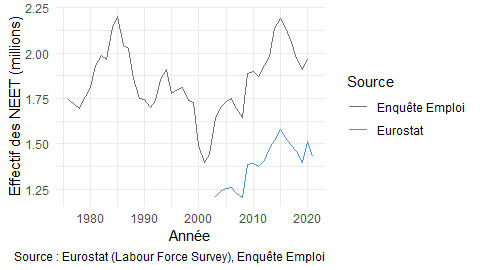 2.25
2.00
1.75
1.50
1.25
Effectif des NEET (millions)
1980
1990
2000
2010
2020
Année
Source
Enquête Emploi
Eurostat
Source : Eurostat (Labour Force Survey), Enquête Emploi